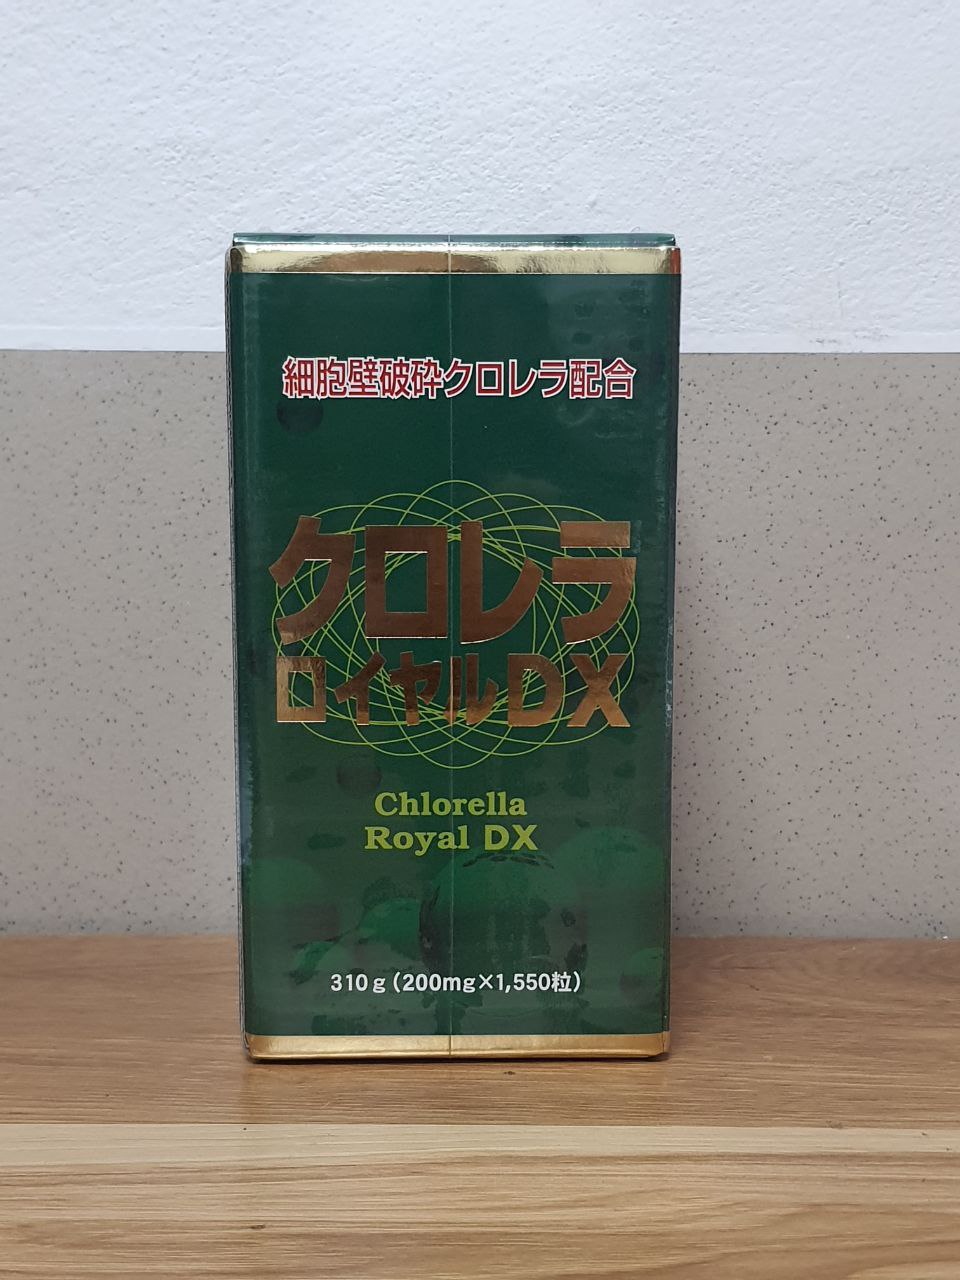 細胞壁破砕クロレラ配合
クロレラ
ロイヤルDX
Chlorella
Royal DX
310g(200mg×1,550粒)